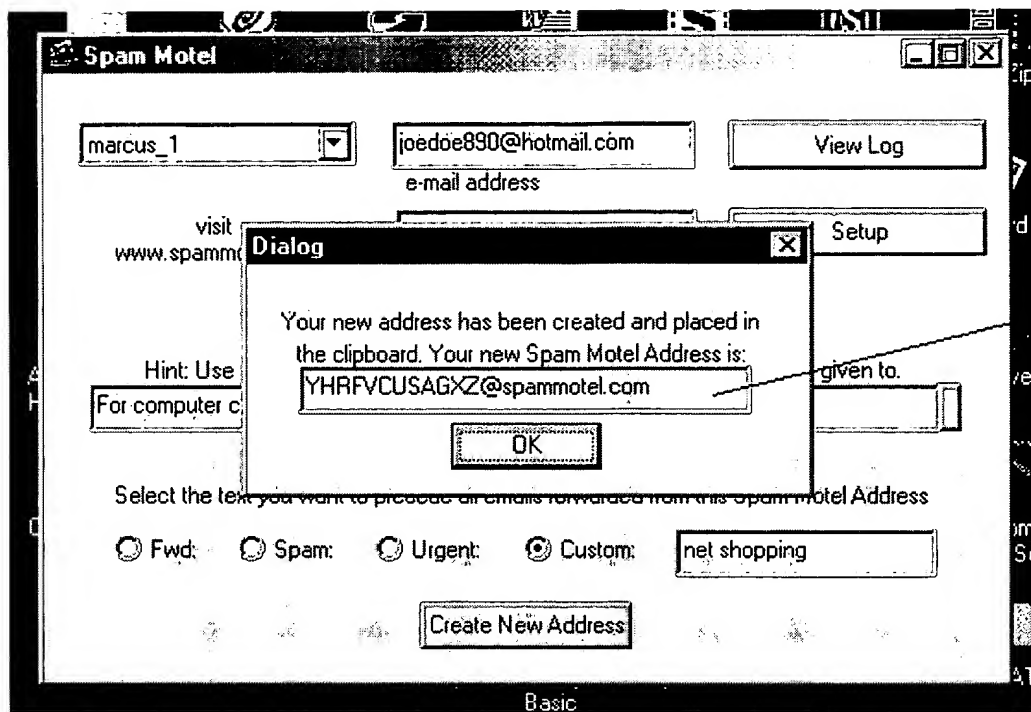 Spam Motel
marcus_1
joedoe890@hotmail.com
View Log
e-mail address
visit
www.spammo
Setup
Dialog
Your new address has been created and placed in
the clipboard. Your new Spam Motel Address is:
YHRFVCUSAGXZ@spammotel.com
OK
Hint: Use
given to.
For computer c
Select the text you want to precede all emails forwarded from this Spam Motel Address
Fwd:
Spam:
Urgent:
Custom:
net shopping
Create New Address
Basic